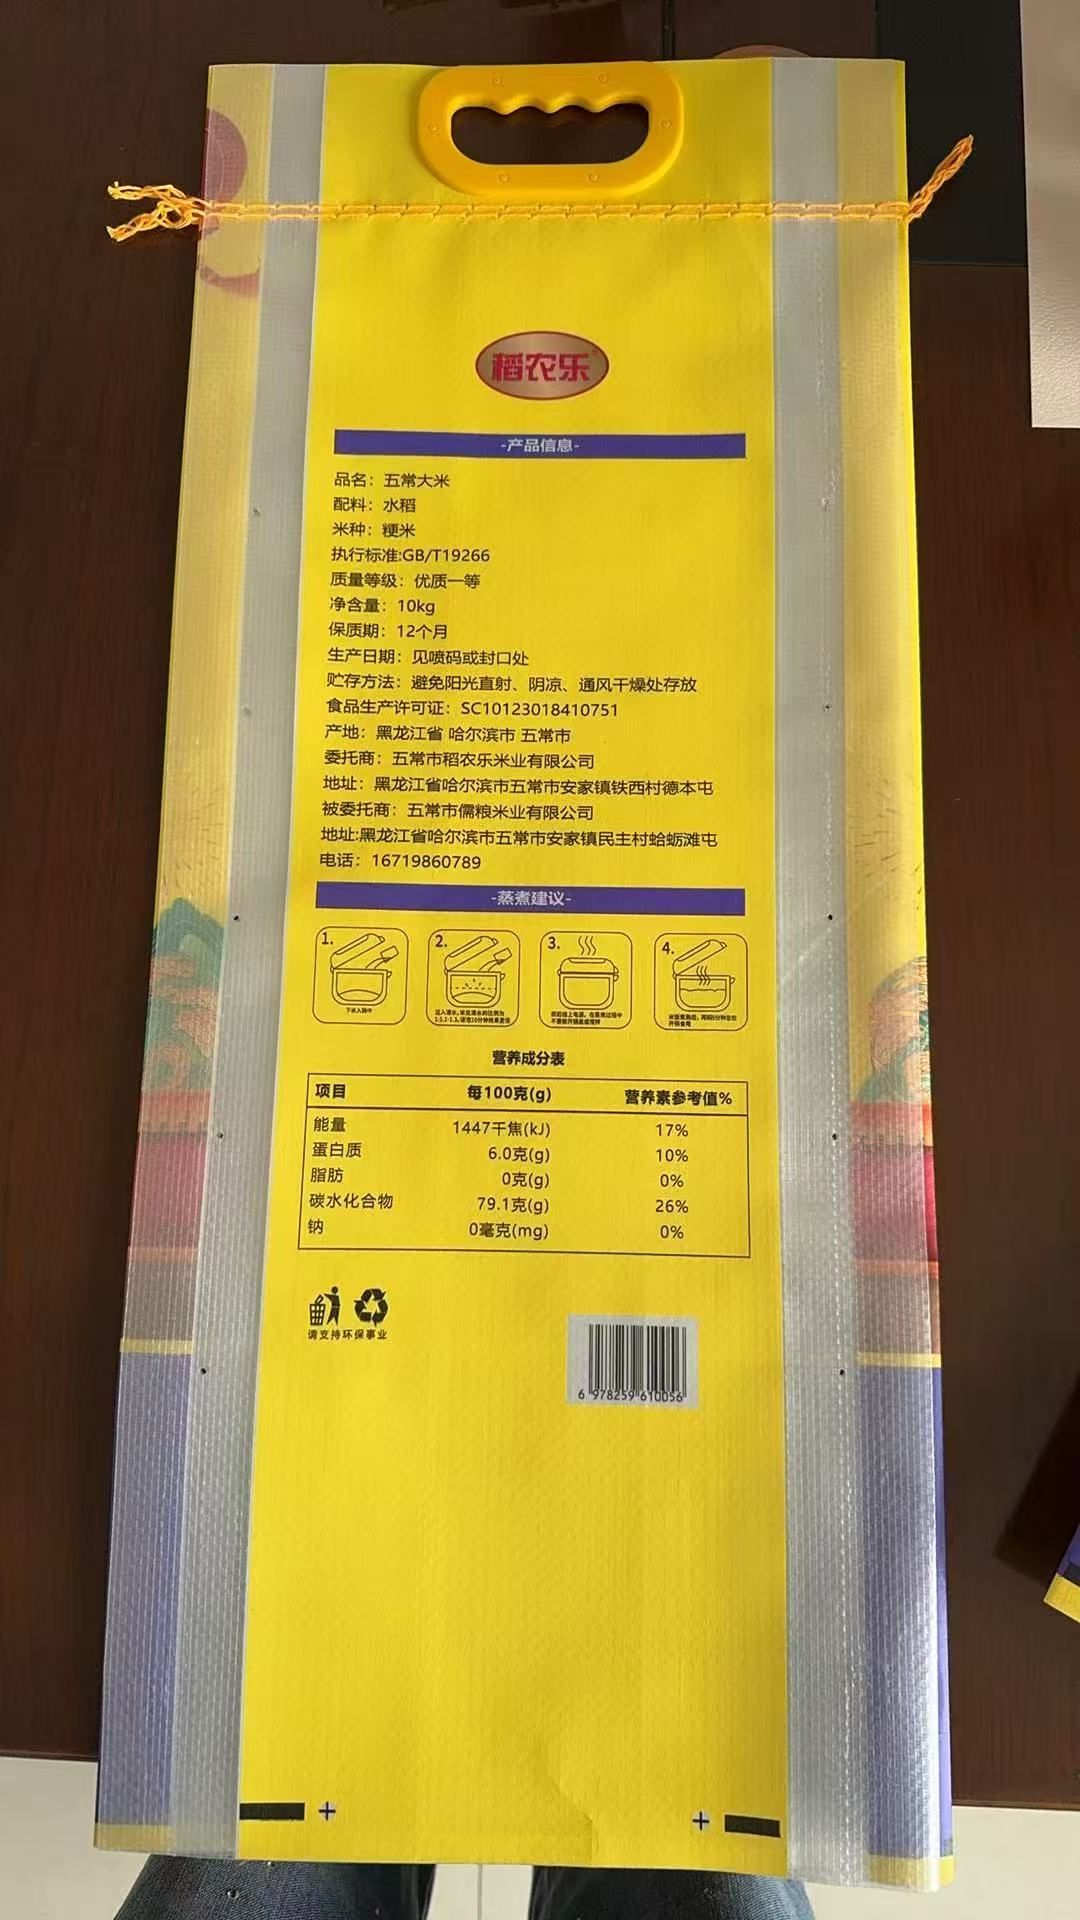 稻农乐
-产品信息-
品名：五常大米
配料：水稻
米种：粳米
执行标准:GB/T19266
质量等级：优质一等
净含量：10kg
保质期：12个月
生产日期：见喷码或封口处
贮存方法：避免阳光直射、阴凉、通风干燥处存放
食品生产许可证：SC10123018410751
产地：黑龙江省 哈尔滨市 五常市
委托商：五常市稻农乐米业有限公司
地址：黑龙江省哈尔滨市五常市安家镇铁西村德本屯
被委托商：五常市儒粮米业有限公司
地址:黑龙江省哈尔滨市五常市安家镇民主村蛤蛎滩屯
电话：16719860789
-蒸煮建议-
1. 2. 3. 4.
下米入锅中
营养成分表
项目 每100克(g) 营养素参考值%
能量 1447千焦(kJ) 17%
蛋白质 6.0克(g) 10%
脂肪 0克(g) 0%
碳水化合物 79.1克(g) 26%
钠 0毫克(mg) 0%
请支持环保事业
6 978259 610056